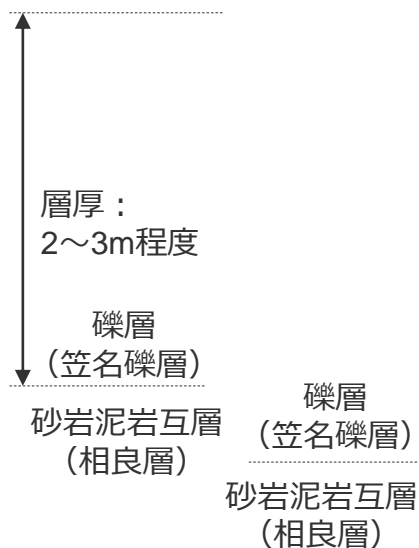 層厚：
2～3m程度
礫層
（笠名礫層）
砂岩泥岩互層
（相良層）
礫層
（笠名礫層）
砂岩泥岩互層
（相良層）